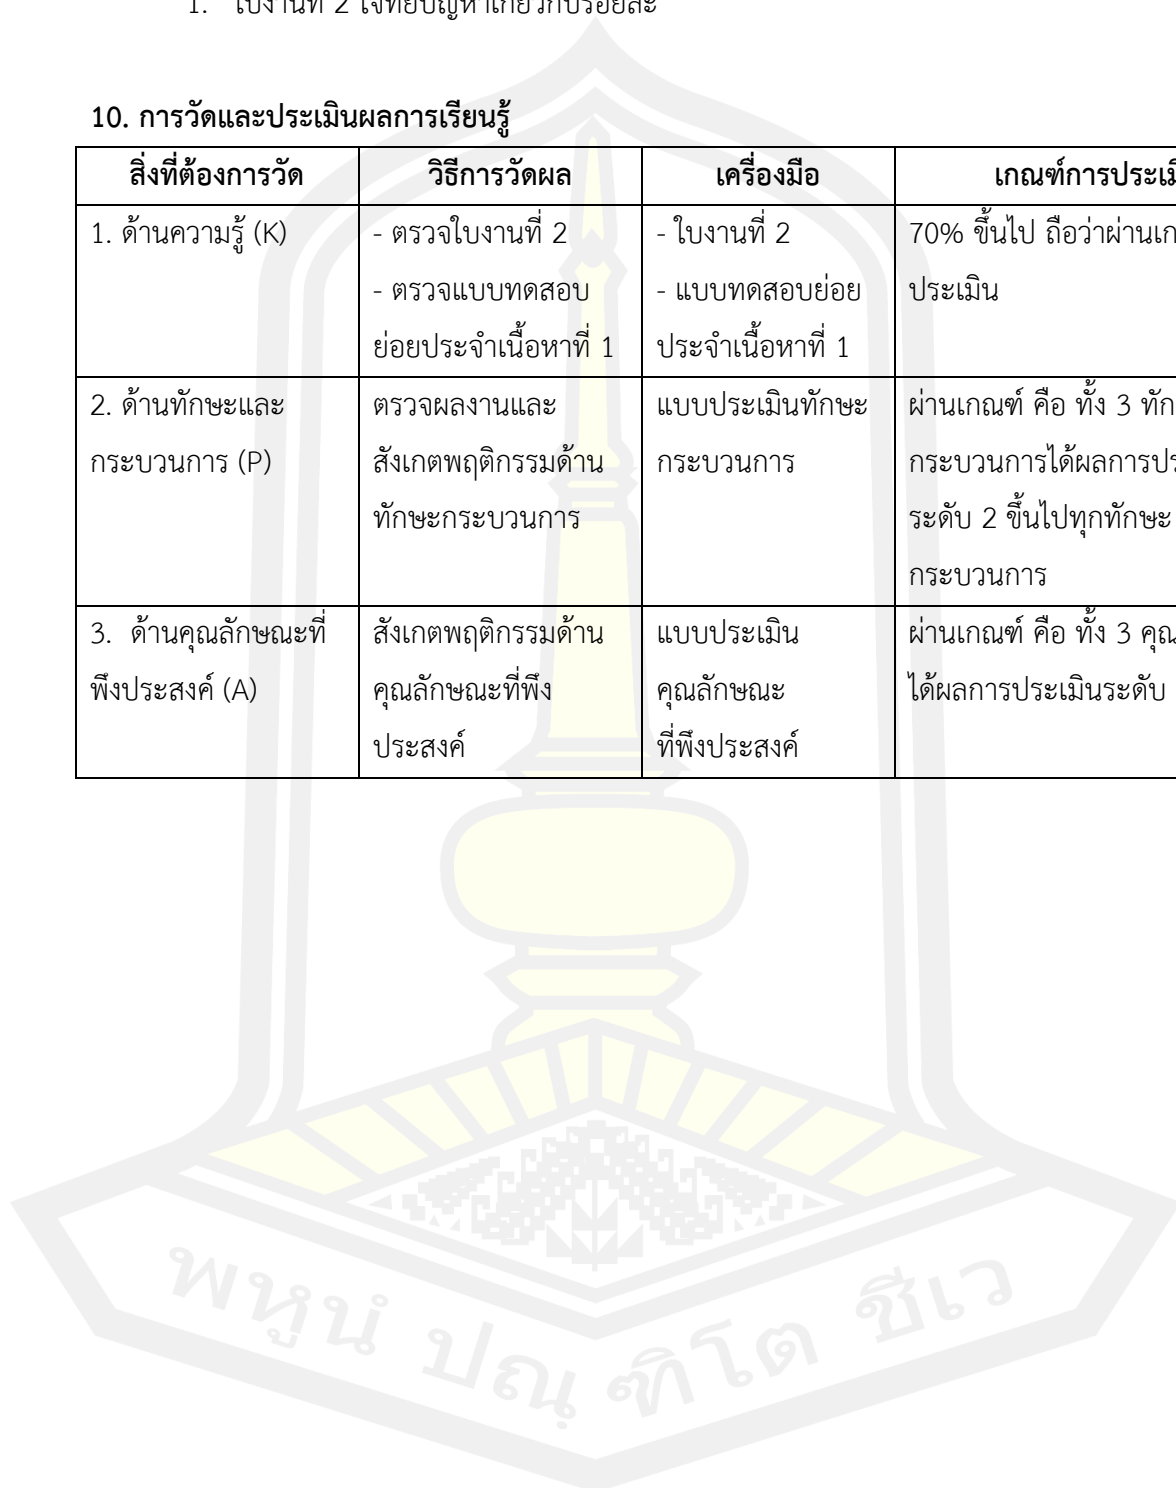 1. ใบงานที่ 2 โจทย์ปัญหาเกี่ยวกับร้อยละ
10. การวัดและประเมินผลการเรียนรู้
สิ่งที่ต้องการวัด วิธีการวัดผล เครื่องมือ
1. ด้านความรู้ (K) - ตรวจใบงานที่ 2 - ใบงานที่ 2 70% ขึ้นไป ถือว่าผ่าน
- ตรวจแบบทดสอบ - แบบทดสอบย่อย ประเมิน
ย่อยประจำเนื้อหาที่ 1 ประจำเนื้อหาที่ 1
2. ด้านทักษะและ ตรวจผลงานและ แบบประเมินทักษะ ผ่านเกณฑ์ คือ ทั้ง 3
กระบวนการ (P) สังเกตพฤติกรรมด้าน กระบวนการ กระบวนการได้ผลการ
ทักษะกระบวนการ ระดับ 2 ขึ้นไปทุกทักษะ
กระบวนการ
3. ด้านคุณลักษณะที่ สังเกตพฤติกรรมด้าน แบบประเมิน ผ่านเกณฑ์ คือ ทั้ง 3
พึงประสงค์ (A) คุณลักษณะที่พึง คุณลักษณะ ได้ผลการประเมินระดับ
ประสงค์ ที่พึงประสงค์
พหูนํ ปณฺฑิโต ชีเว